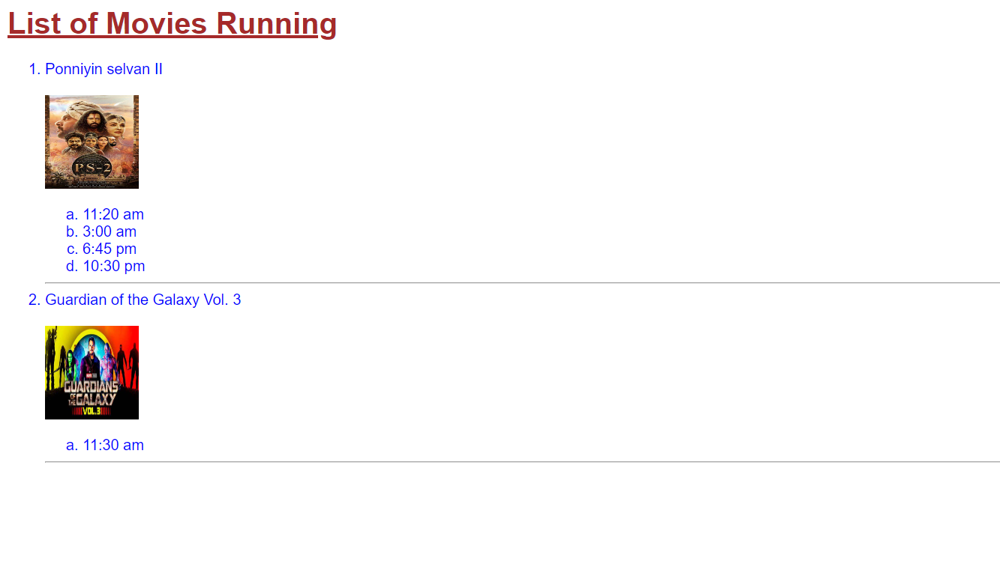 List of Movies Running
1. Ponniyin selvan II
PS-2
a. 11:20 am
b. 3:00 am
c. 6:45 pm
d. 10:30 pm
2. Guardian of the Galaxy Vol. 3
GUARDIANS
OF THE GALAXY
VOL.3
a. 11:30 am